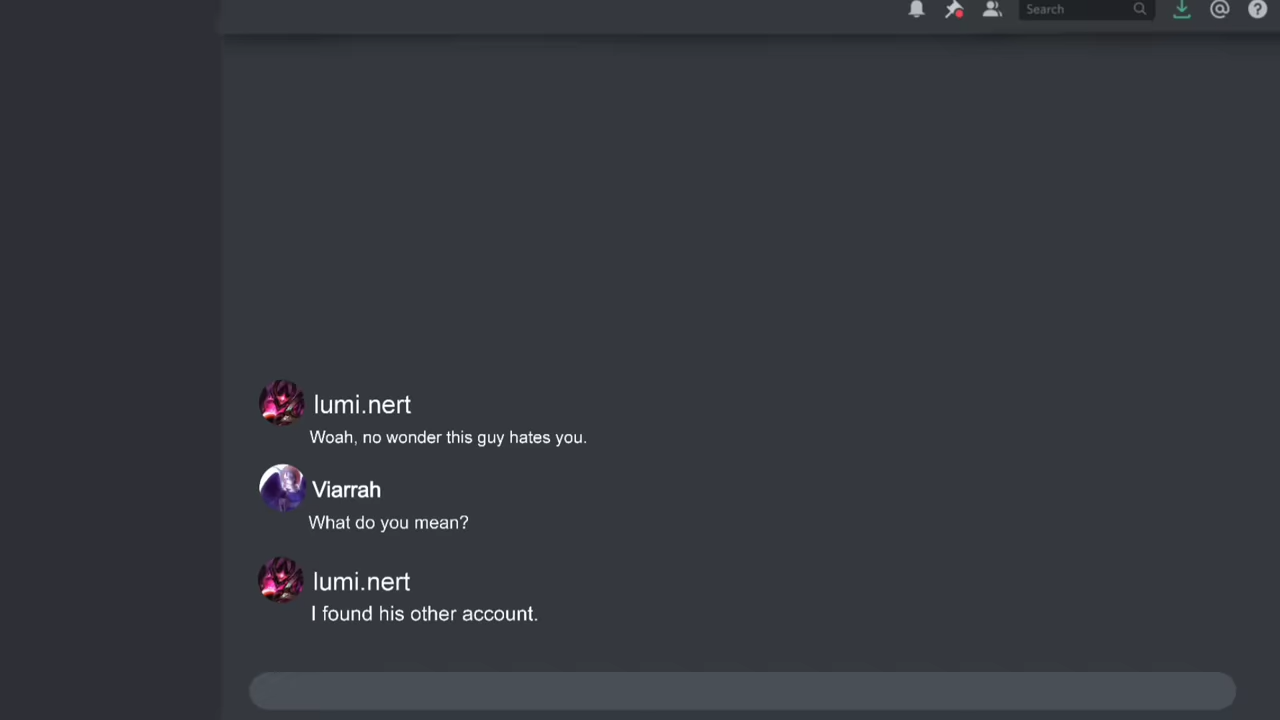 Search
lumi.nert
Woah, no wonder this guy hates you.
Viarrah
What do you mean?
lumi.nert
I found his other account.